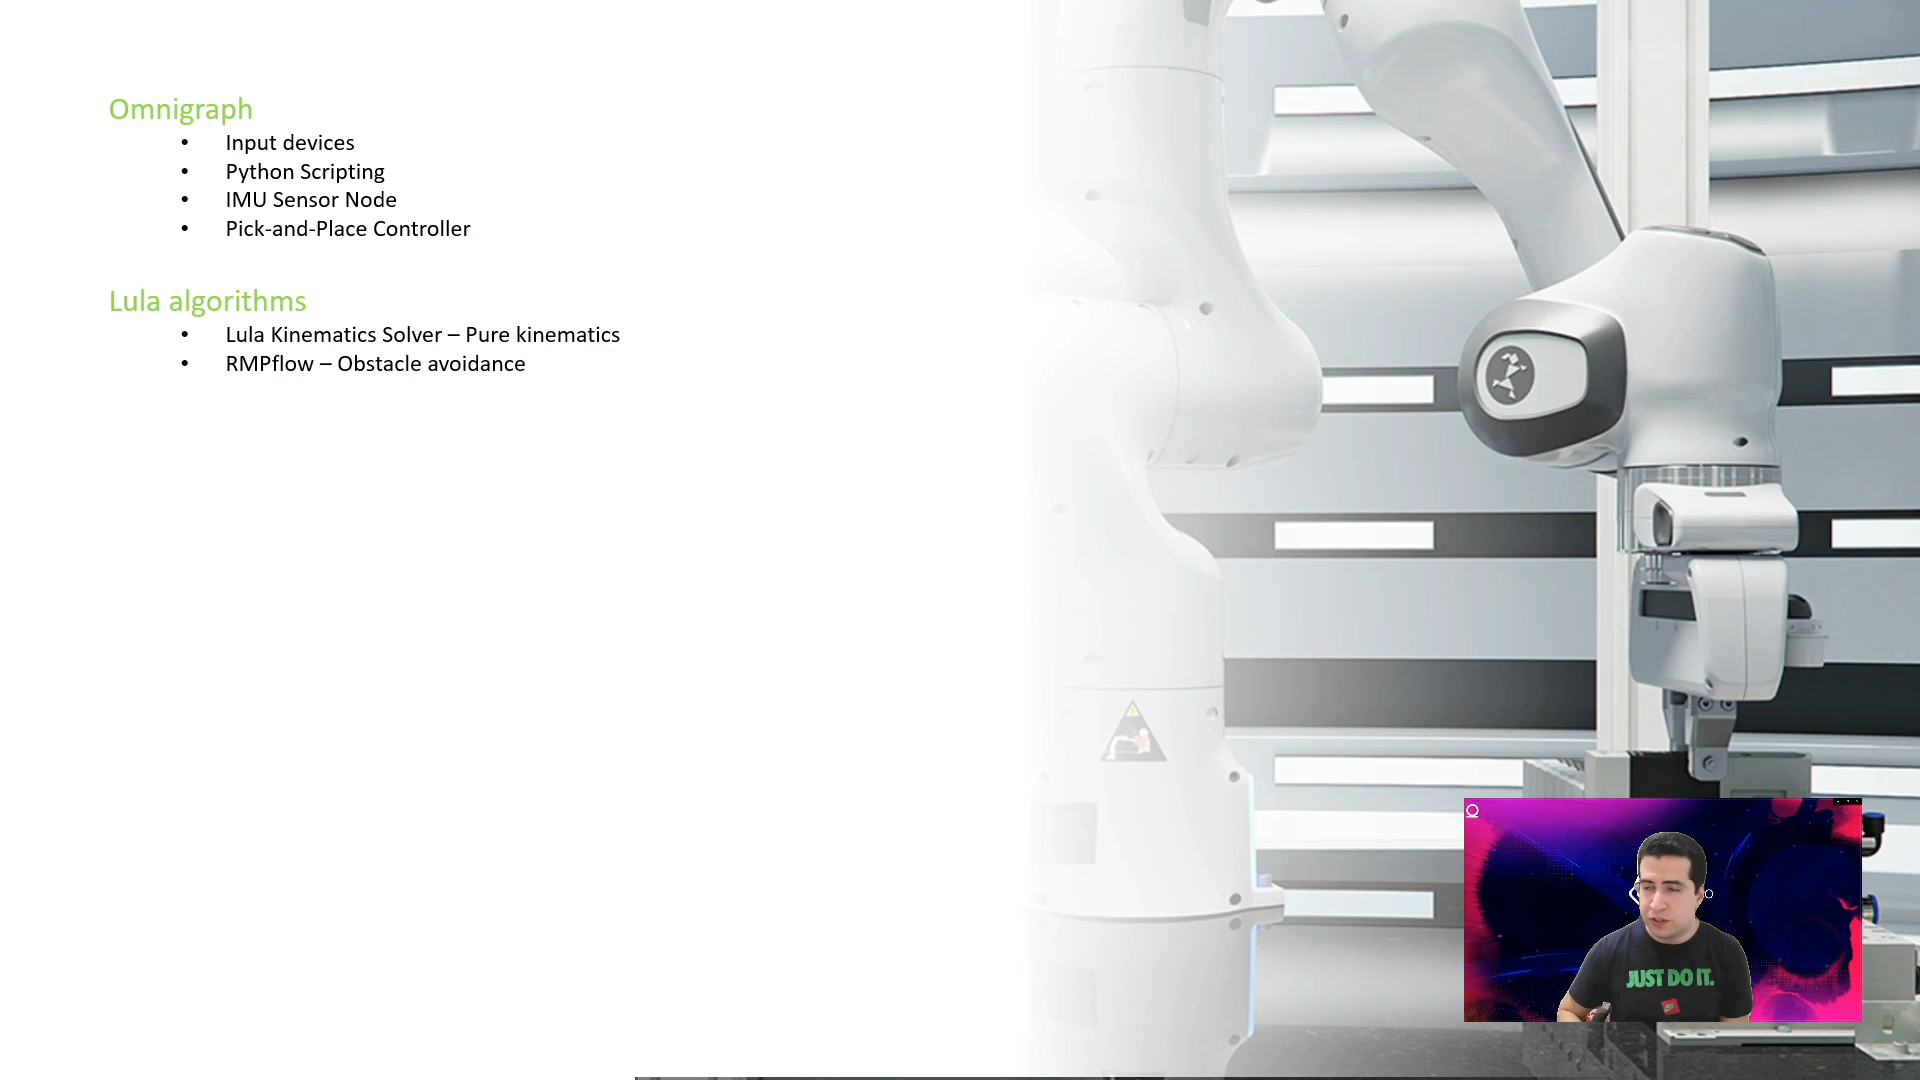 Omnigraph
• Input devices
• Python Scripting
• IMU Sensor Node
• Pick-and-Place Controller
Lula algorithms
• Lula Kinematics Solver – Pure kinematics
• RMPflow – Obstacle avoidance
JUST DO IT.